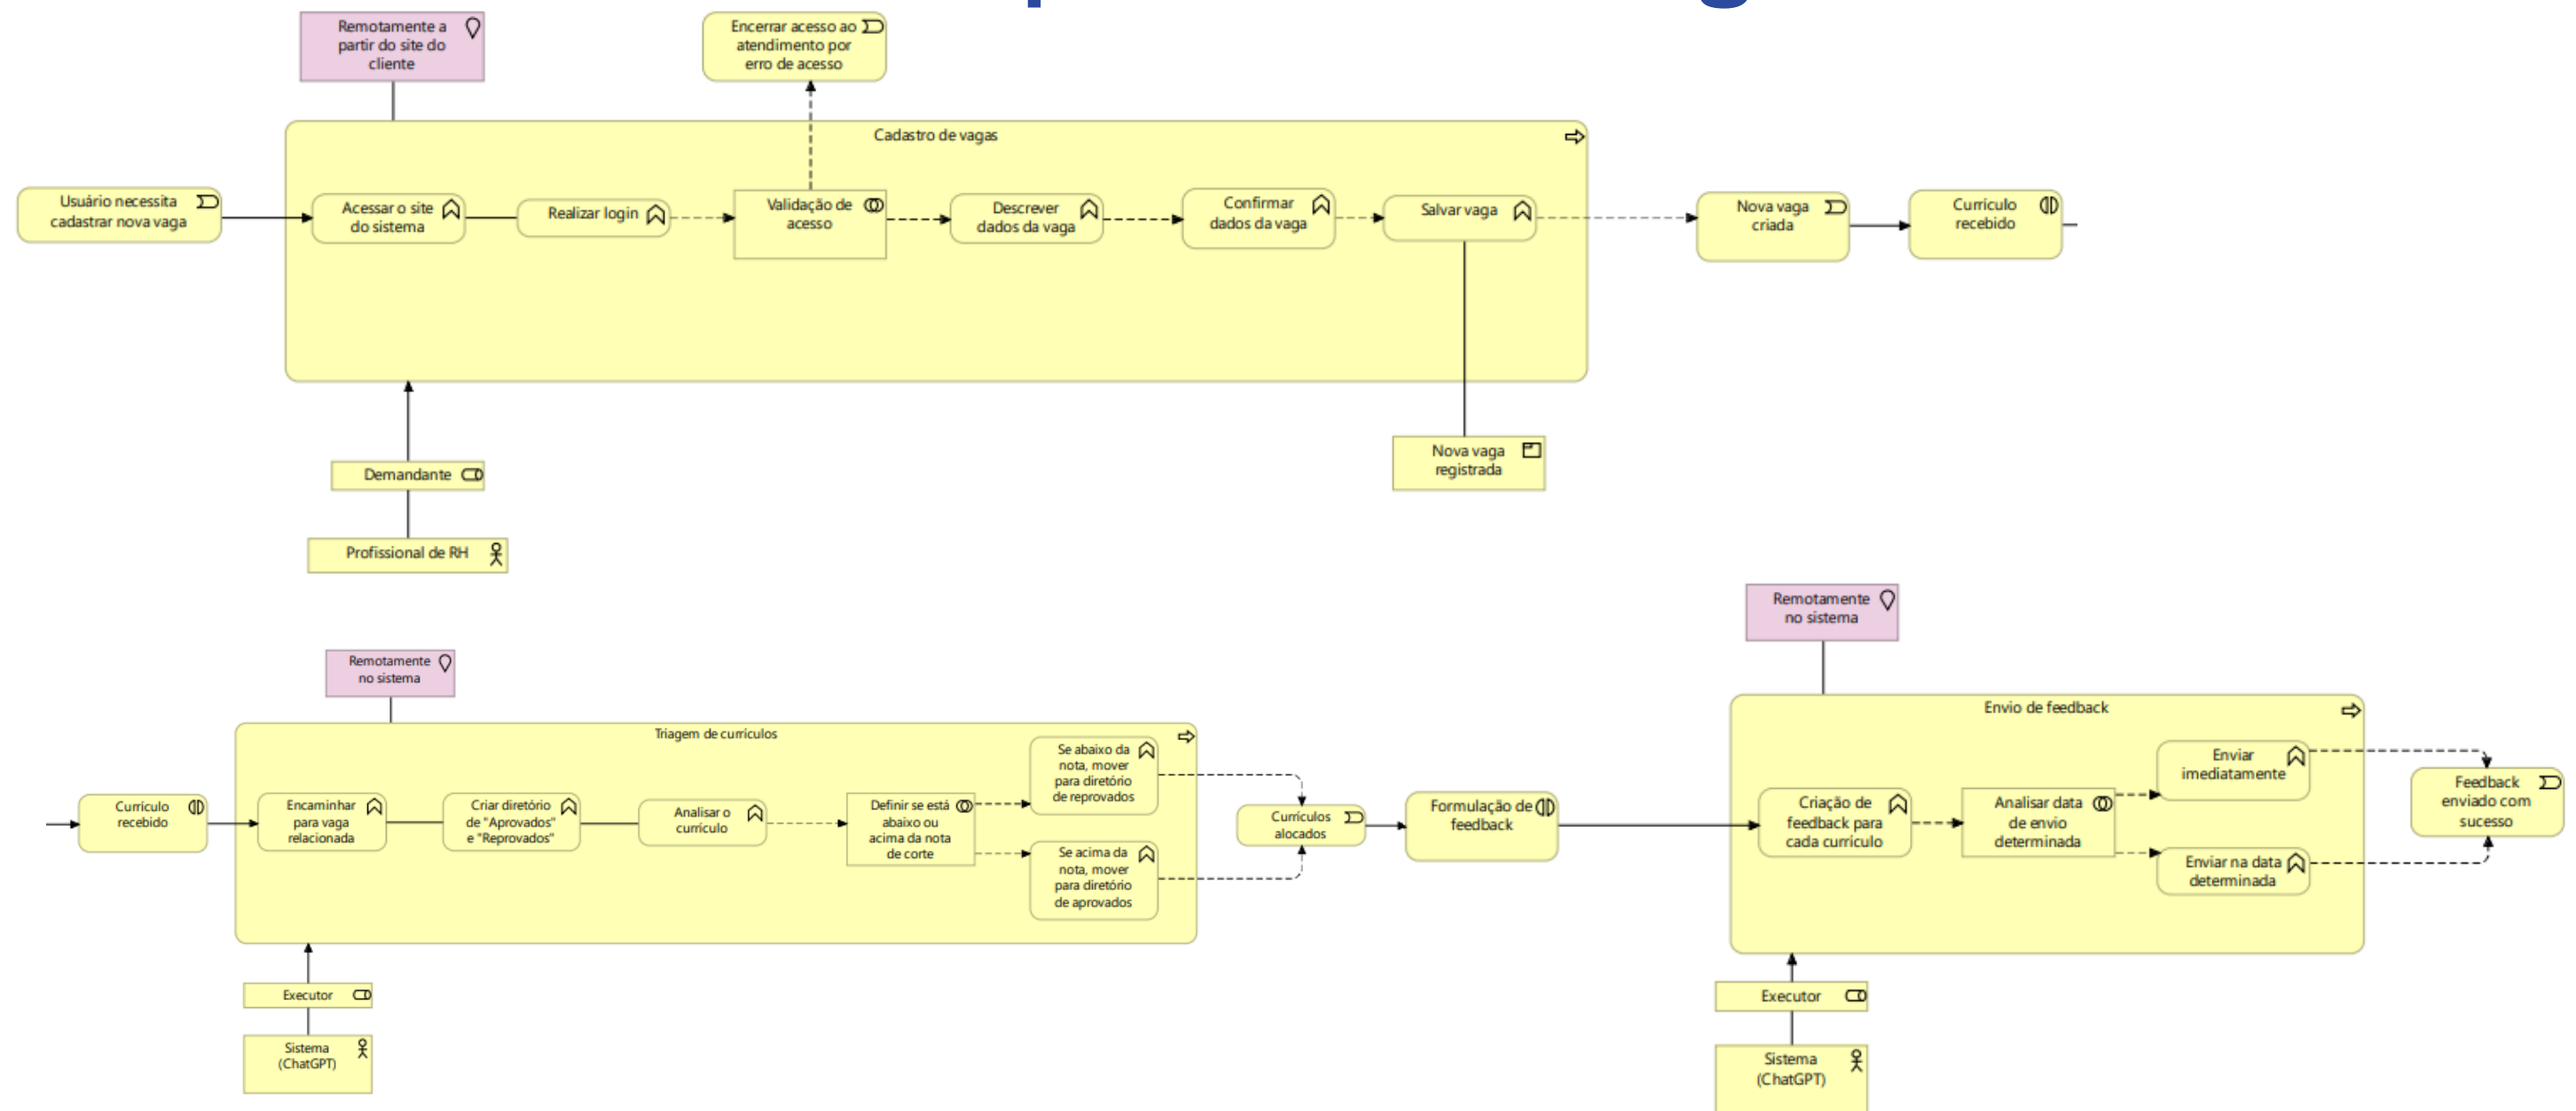 Remotamente a
partir do site do
cliente
Encerrar acesso ao
atendimento por
erro de acesso
Cadastro de vagas
Usuário necessita
cadastrar nova vaga
Acessar o site
do sistema
Realizar login
Validação de
acesso
Descrever
dados da vaga
Confirmar
dados da vaga
Salvar vaga
Nova vaga
criada
Currículo
recebido
Demandante
Profissional de RH
Nova vaga
registrada
Remotamente
no sistema
Triagem de currículos
Currículo
recebido
Encaminhar
para vaga
relacionada
Criar diretório
de "Aprovados"
e "Reprovados"
Analisar o
currículo
Definir se está
abaixo ou
acima da nota
de corte
Se abaixo da
nota, mover
para diretório
de reprovados
Se acima da
nota, mover
para diretório
de aprovados
Currículos
alocados
Formulação de
feedback
Executor
Sistema
(ChatGPT)
Remotamente
no sistema
Envio de feedback
Criação de
feedback para
cada currículo
Analisar data
de envio
determinada
Enviar
imediatamente
Enviar na data
determinada
Feedback
enviado com
sucesso
Executor
Sistema
(ChatGPT)